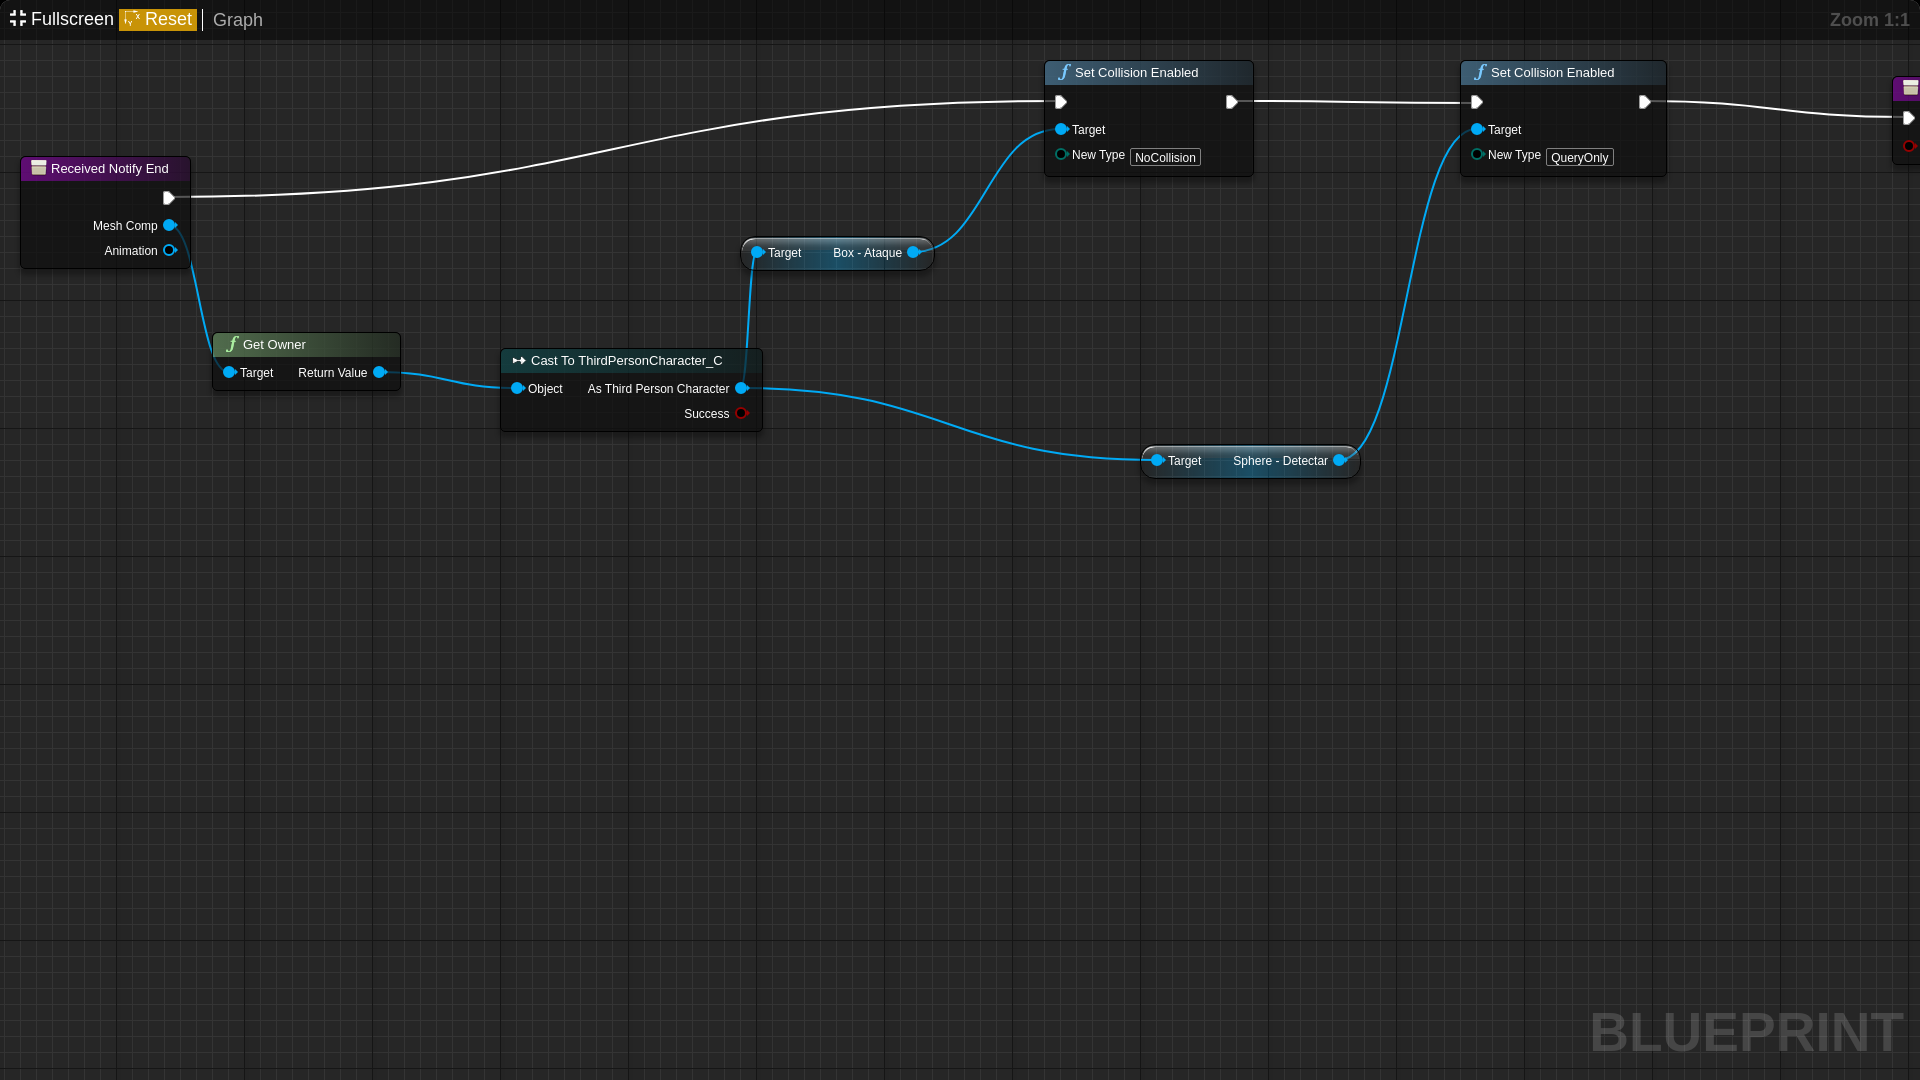 Fullscreen Reset Graph
Zoom 1:1
Set Collision Enabled
Target
New Type NoCollision
Set Collision Enabled
Target
New Type QueryOnly
Received Notify End
Mesh Comp
Animation
Target Box - Ataque
Get Owner
Target Return Value
Cast To ThirdPersonCharacter_C
Object As Third Person Character
Success
Target Sphere - Detectar
BLUEPRINT